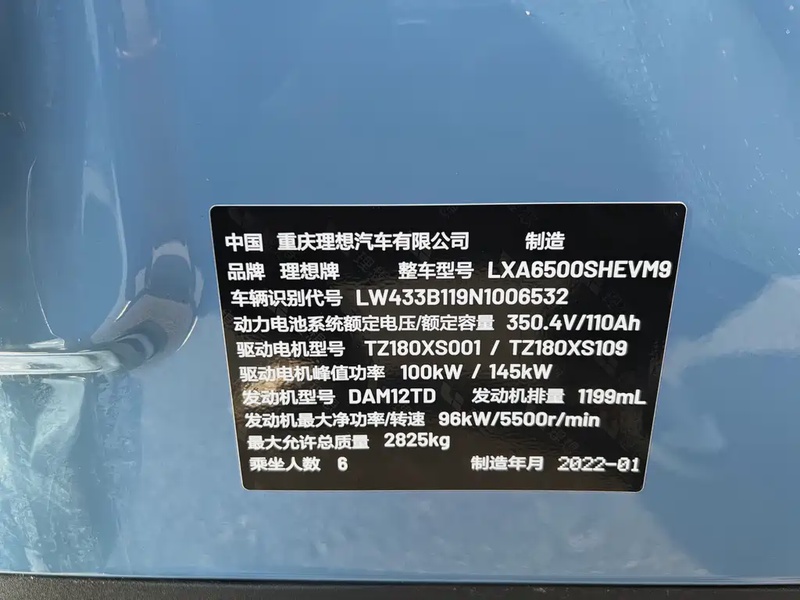 中国 重庆理想汽车有限公司 制造
品牌 理想牌 整车型号 LXA6500SHEVM9
车辆识别代号 LW433B119N1006532
动力电池系统额定电压/额定容量 350.4V/110Ah
驱动电机型号 TZ180XS001 / TZ180XS109
驱动电机峰值功率 100kW / 145kW
发动机型号 DAM12TD 发动机排量 1199mL
发动机最大净功率/转速 96kW/5500r/min
最大允许总质量 2825kg
乘坐人数 6 制造年月 2022-01